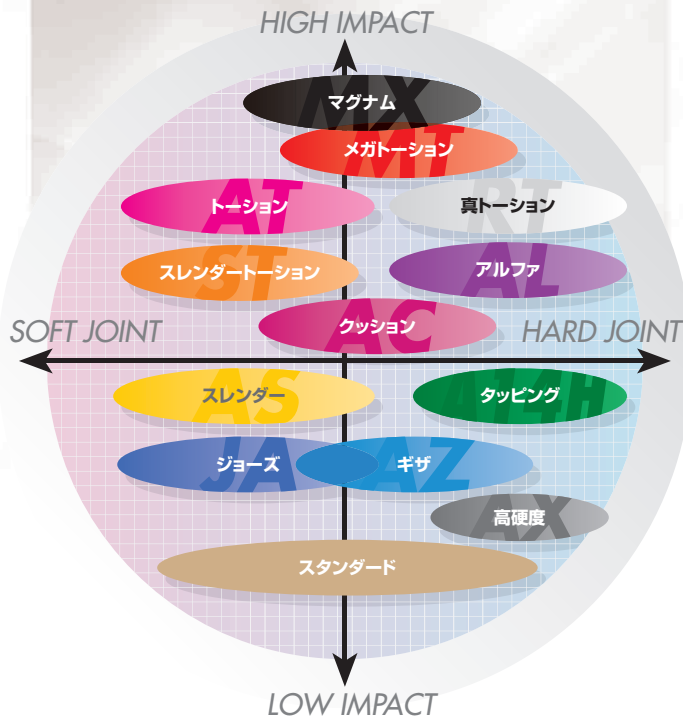 HIGH IMPACT
MX
マグナム
MT
メガトーション
AT
トーション
RT
真トーション
ST
スレンダートーション
AL
アルファ
AC
クッション
SOFT JOINT
HARD JOINT
AS
スレンダー
A14H
タッピング
JA
ジョーズ
AZ
ギザ
AX
高硬度
スタンダード
LOW IMPACT